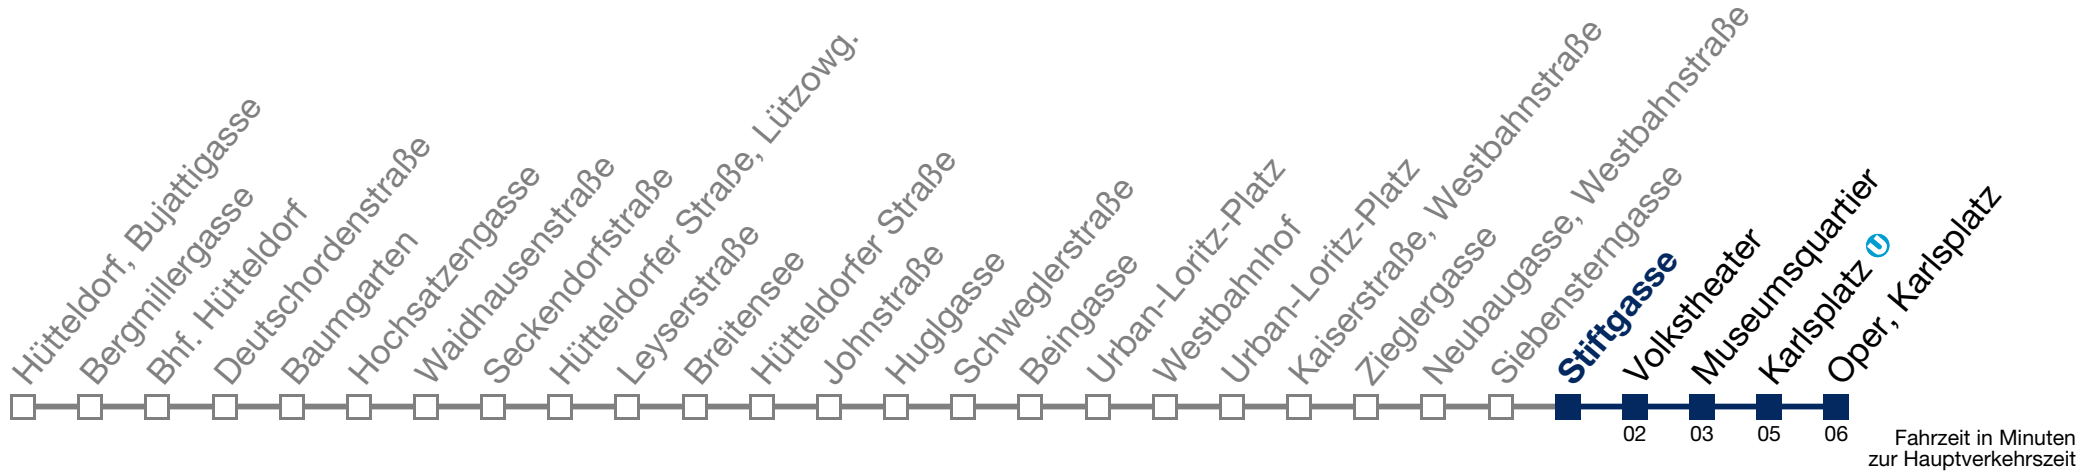 Hütteldorf, Bujattigasse
Bergmillergasse
Bhf. Hütteldorf
Deutschordenstraße
Baumgarten
Hochsatzengasse
Waidhausenstraße
Seckendorfstraße
Hütteldorfer Straße, Lützowg.
Leyserstraße
Breitensee
Hütteldorfer Straße
Johnstraße
Huglgasse
Schweglerstraße
Beingasse
Urban-Loritz-Platz
Westbahnhof
Urban-Loritz-Platz
Kaiserstraße, Westbahnstraße
Zieglergasse
Neubaugasse, Westbahnstraße
Siebensterngasse
Stiftgasse
Volkstheater
Museumsquartier
Karlsplatz U
Oper, Karlsplatz
02 03 05 06
Fahrzeit in Minuten
zur Hauptverkehrszeit